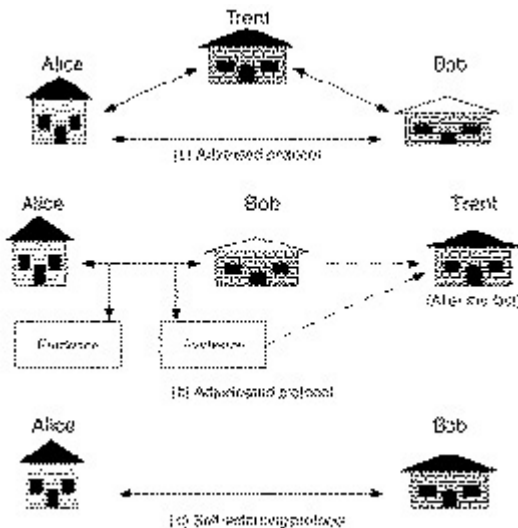 Trent
Alice
Bob
protocol
Alice
Bob
Trent
(After the fact)
Evidence
Evidence
(b) Adjudicated protocol
Alice
Bob
(c) Self-enforcing protocol